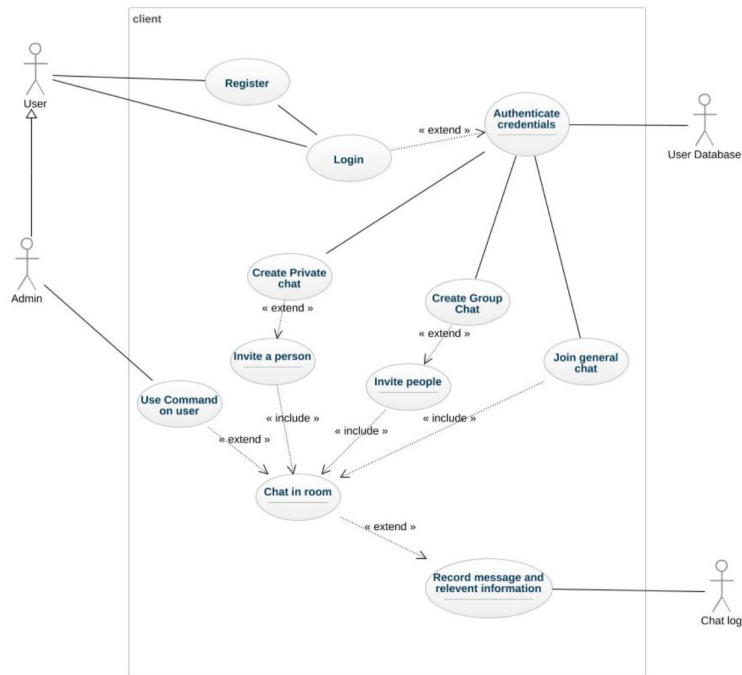 client
User
Register
Login
« extend »
Authenticate
credentials
User Database
Admin
Create Private
chat
« extend »
Create Group
Chat
« extend »
Invite a person
Invite people
Join general
chat
Use Command
on user
« include »
« include »
« include »
« extend »
Chat in room
« extend »
Record message and
relevent information
Chat log